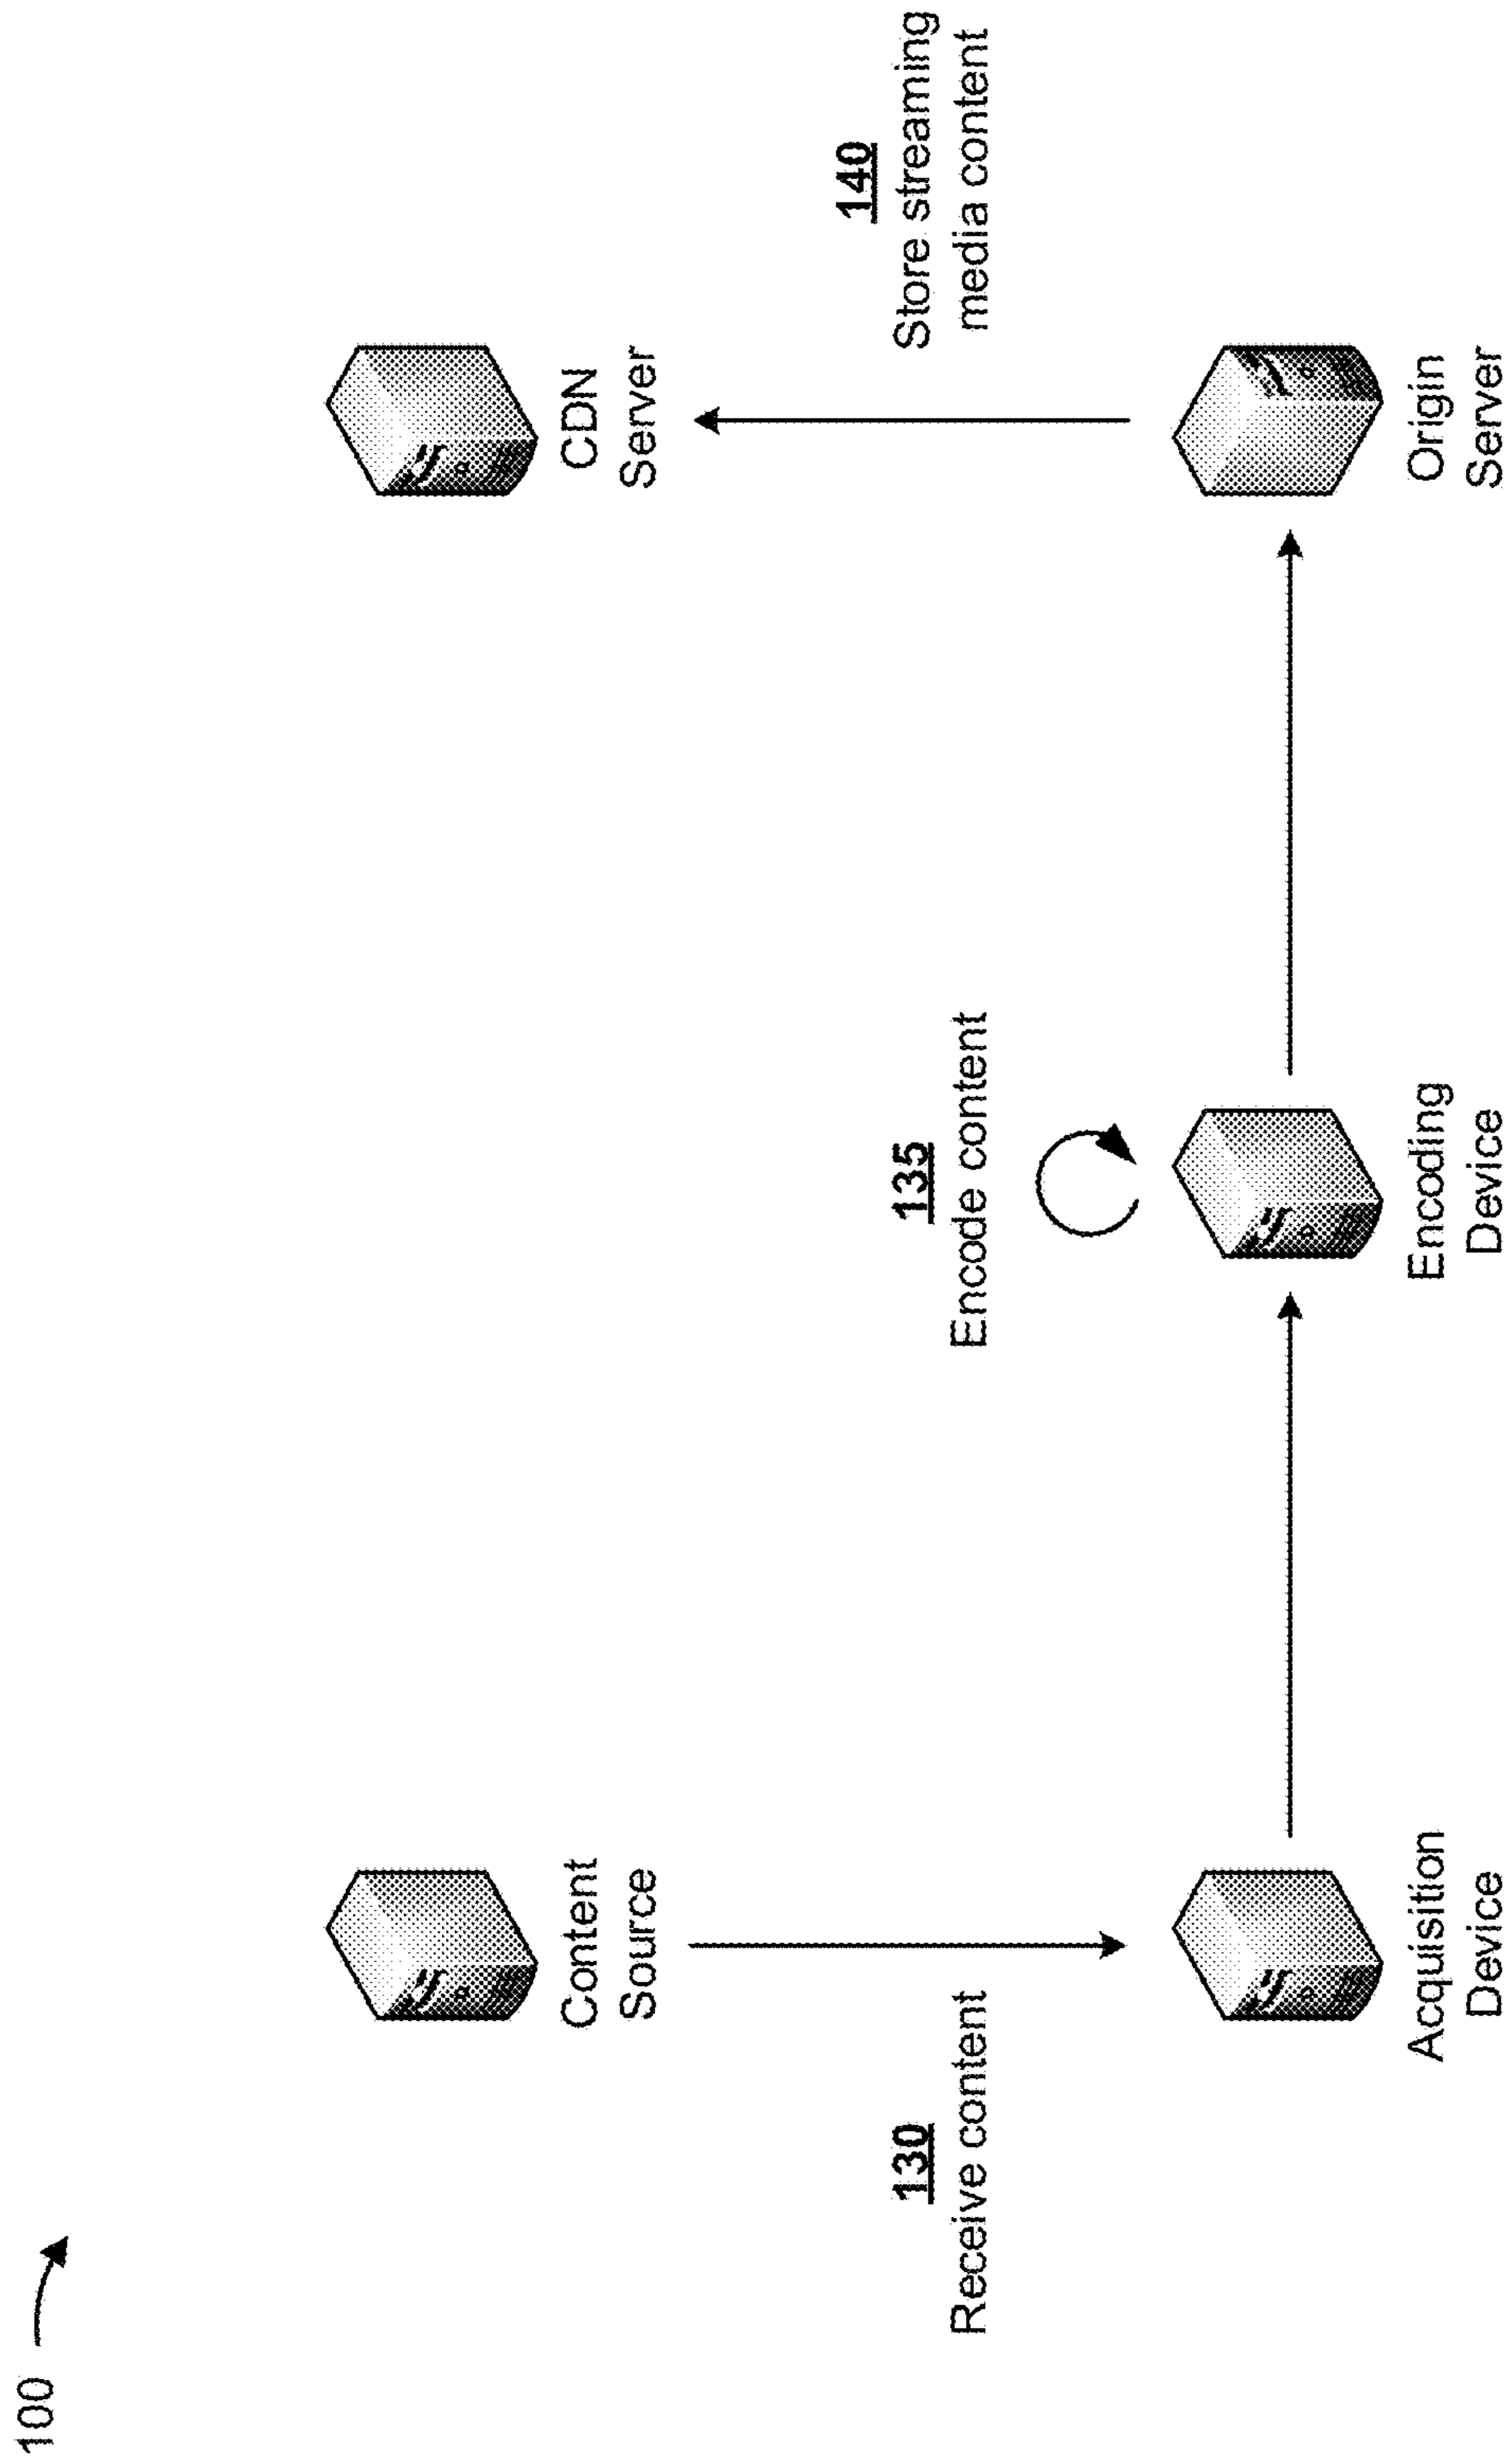 100
Content
Source
CDN
Server
130
Receive content
135
Encode content
140
Store streaming
media content
Acquisition
Device
Encoding
Device
Origin
Server